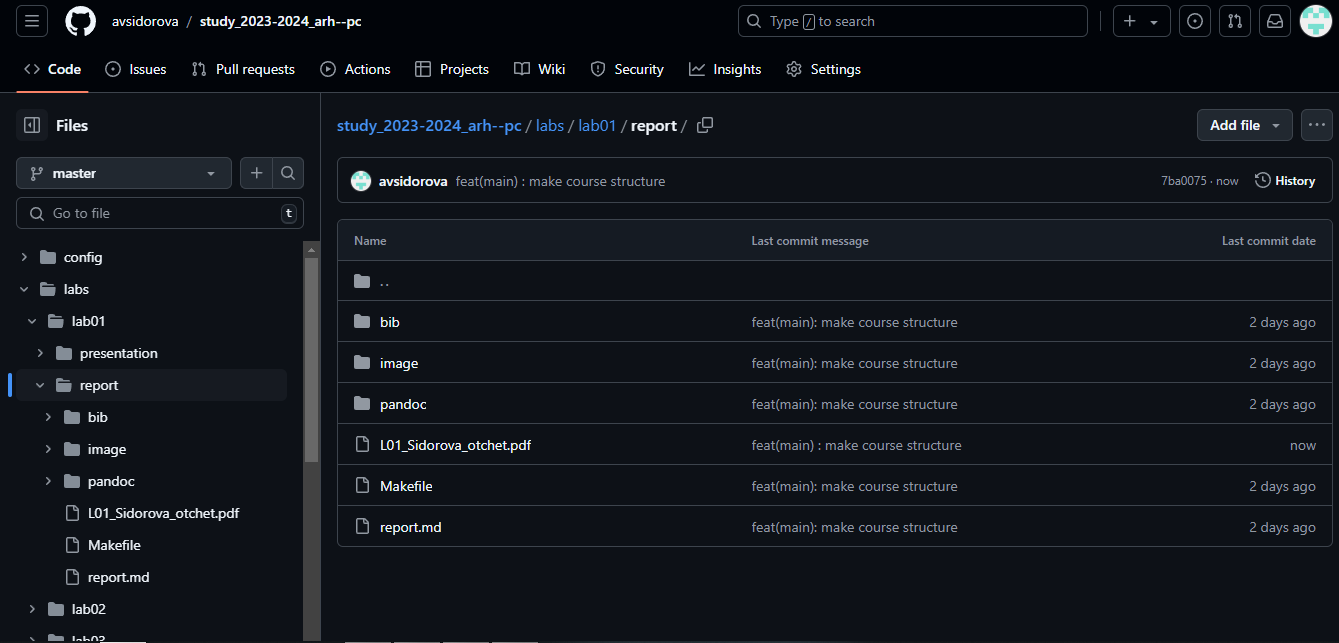 avsidorova / study_2023-2024_arh--pc
Type / to search
Code Issues Pull requests Actions Projects Wiki Security Insights Settings
Files
master
Go to file t
config
labs
lab01
presentation
report
bib
image
pandoc
L01_Sidorova_otchet.pdf
Makefile
report.md
lab02
lab03
study_2023-2024_arh--pc / labs / lab01 / report /
Add file
avsidorova feat(main) : make course structure 7ba0075 · now History
Name Last commit message Last commit date
..
bib feat(main): make course structure 2 days ago
image feat(main): make course structure 2 days ago
pandoc feat(main): make course structure 2 days ago
L01_Sidorova_otchet.pdf feat(main) : make course structure now
Makefile feat(main): make course structure 2 days ago
report.md feat(main): make course structure 2 days ago